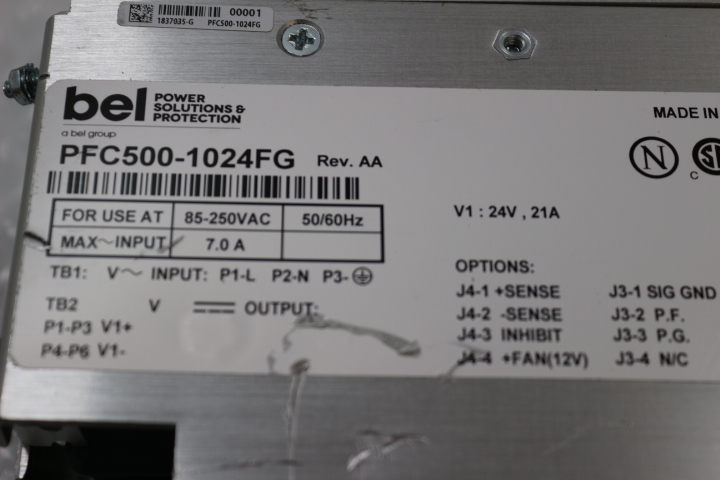 00001
1837035-G PFC500-1024FG
bel POWER SOLUTIONS & PROTECTION
a bel group
MADE IN
PFC500-1024FG Rev. AA
N
C
FOR USE AT 85-250VAC 50/60Hz
MAX~INPUT 7.0 A
V1 : 24V , 21A
TB1: V~ INPUT: P1-L P2-N P3-⏚
OPTIONS:
TB2 V ⎓ OUTPUT:
P1-P3 V1+
P4-P6 V1-
J4-1 +SENSE J3-1 SIG GND
J4-2 -SENSE J3-2 P.F.
J4-3 INHIBIT J3-3 P.G.
J4-4 +FAN(12V) J3-4 N/C